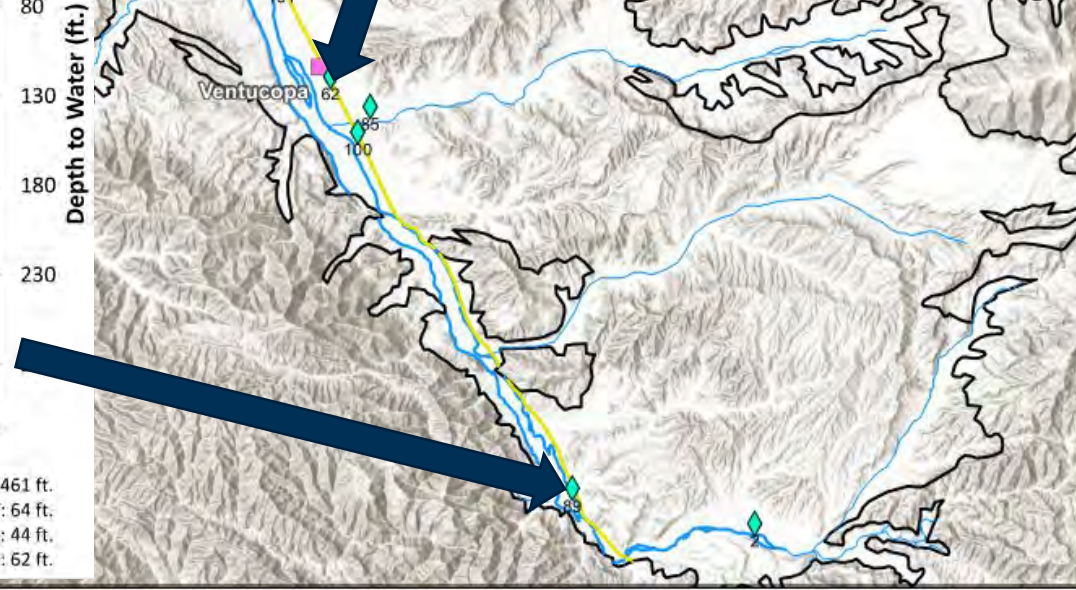 80
Depth to Water (ft.)
130
180
230
Ventucopa
62
85
100
89
2
461 ft.
: 64 ft.
: 44 ft.
: 62 ft.